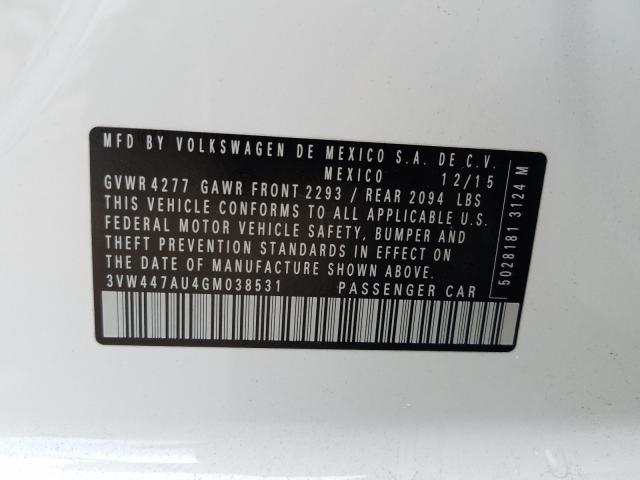 MFD BY VOLKSWAGEN DE MEXICO S.A. DE C.V.
MEXICO 12/15
GVWR 4277 GAWR FRONT 2293 / REAR 2094 LBS
THIS VEHICLE CONFORMS TO ALL APPLICABLE U.S.
FEDERAL MOTOR VEHICLE SAFETY, BUMPER AND
THEFT PREVENTION STANDARDS IN EFFECT ON
THE DATE OF MANUFACTURE SHOWN ABOVE.
3VW447AU4GM038531 PASSENGER CAR
5028181 3124 M